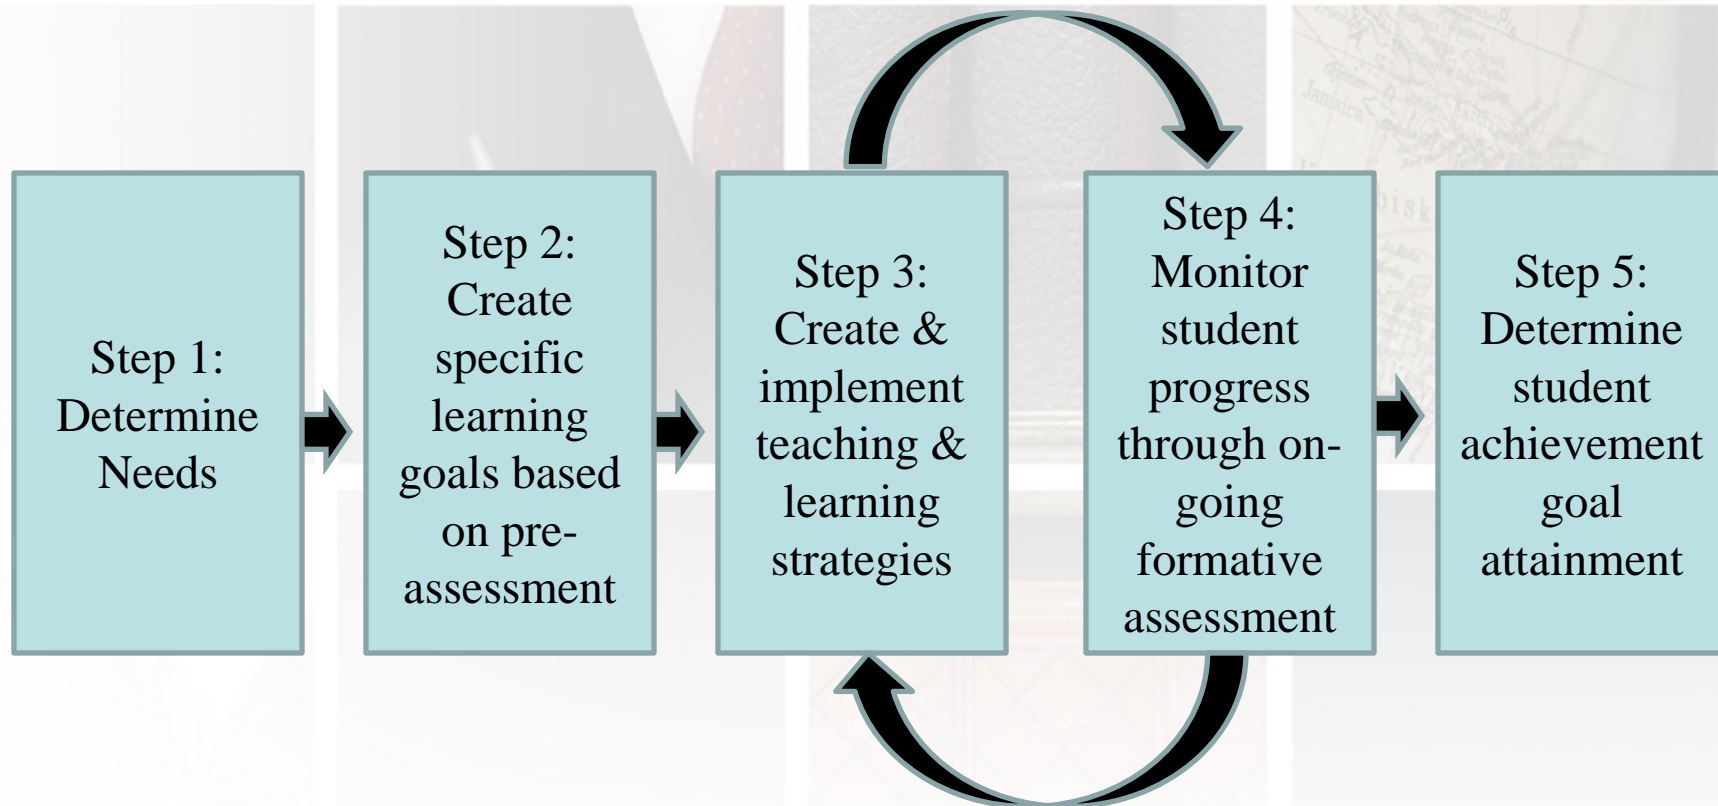 Step 1:
Determine
Needs
Step 2:
Create
specific
learning
goals based
on pre-
assessment
Step 3:
Create &
implement
teaching &
learning
strategies
Step 4:
Monitor
student
progress
through on-
going
formative
assessment
Step 5:
Determine
student
achievement
goal
attainment
Jamaica